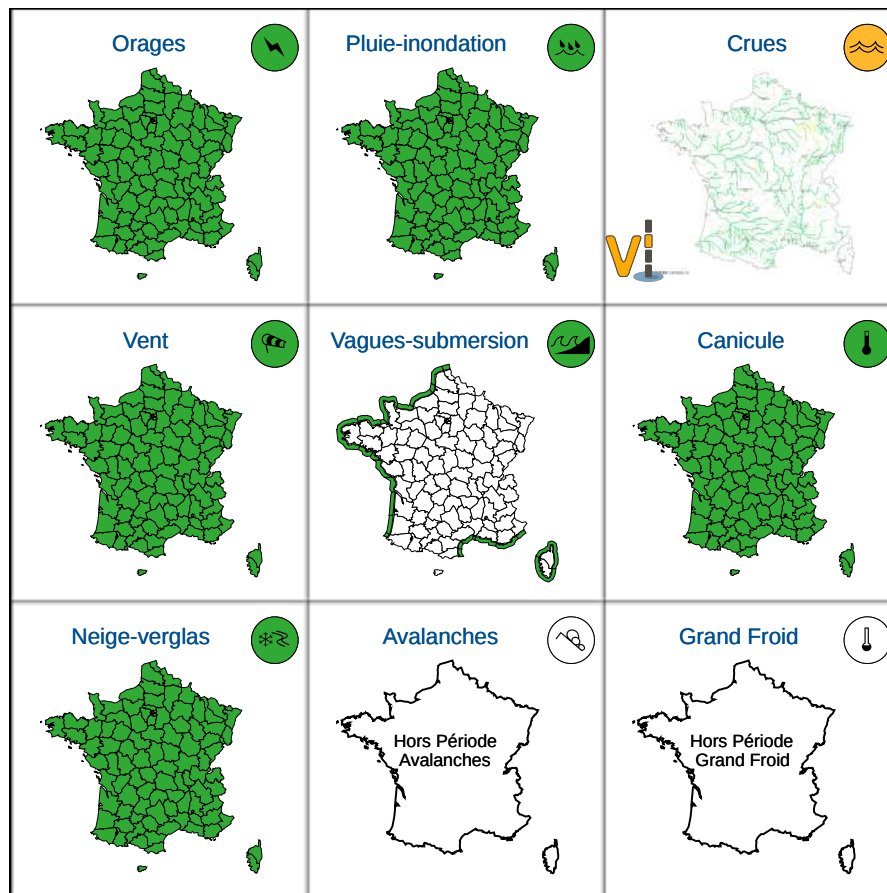 Orages
Pluie-inondation
Crues
Vent
Vagues-submersion
Canicule
Neige-verglas
Avalanches
Grand Froid
Hors Période
Avalanches
Hors Période
Grand Froid